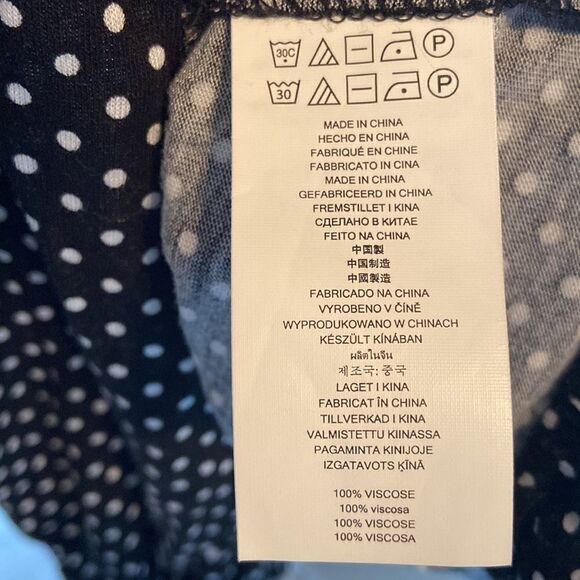 30C P
30 P
MADE IN CHINA
HECHO EN CHINA
FABRIQUÉ EN CHINE
FABBRICATO IN CINA
MADE IN CHINA
GEFABRICEERD IN CHINA
FREMSTILLET I KINA
СДЕЛАНО В КИТАЕ
FEITO NA CHINA
中国製
中国制造
中國製造
FABRICADO NA CHINA
VYROBENO V ČÍNĚ
WYPRODUKOWANO W CHINACH
KÉSZÜLT KÍNÁBAN
ผลิตในจีน
제조국: 중국
LAGET I KINA
FABRICAT ÎN CHINA
TILLVERKAD I KINA
VALMISTETTU KIINASSA
PAGAMINTA KINIJOJE
IZGATAVOTS ĶĪNĀ
100% VISCOSE
100% viscosa
100% VISCOSE
100% VISCOSA